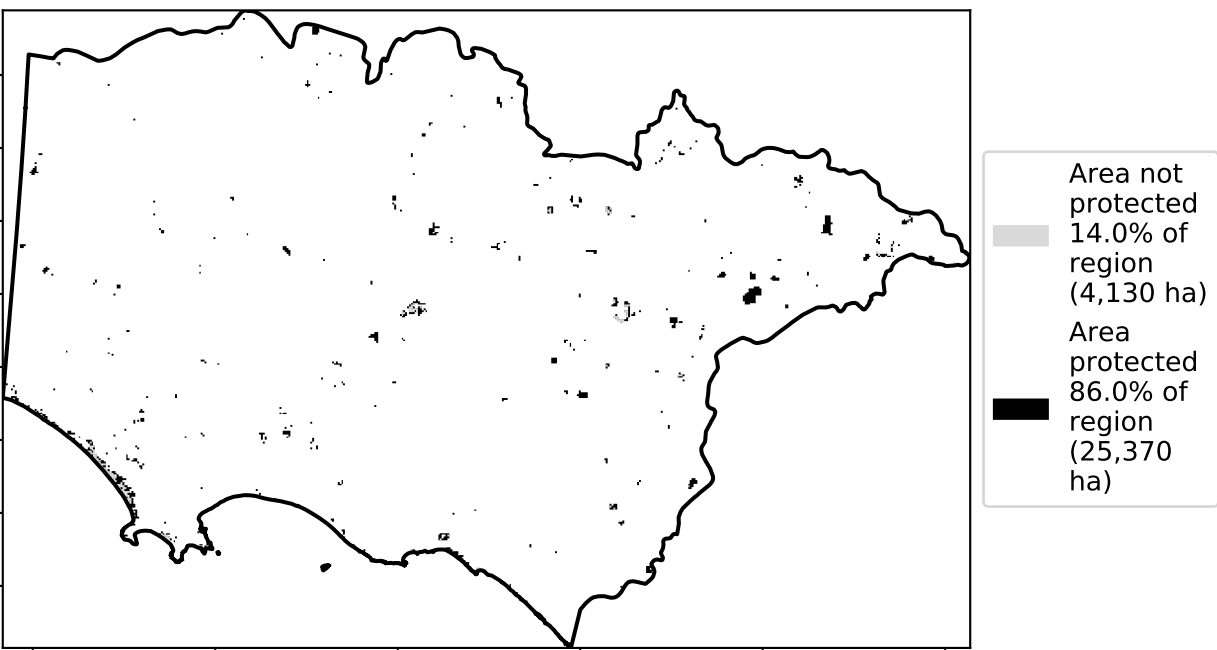 Area not
protected
14.0% of
region
(4,130 ha)
Area
protected
86.0% of
region
(25,370
ha)